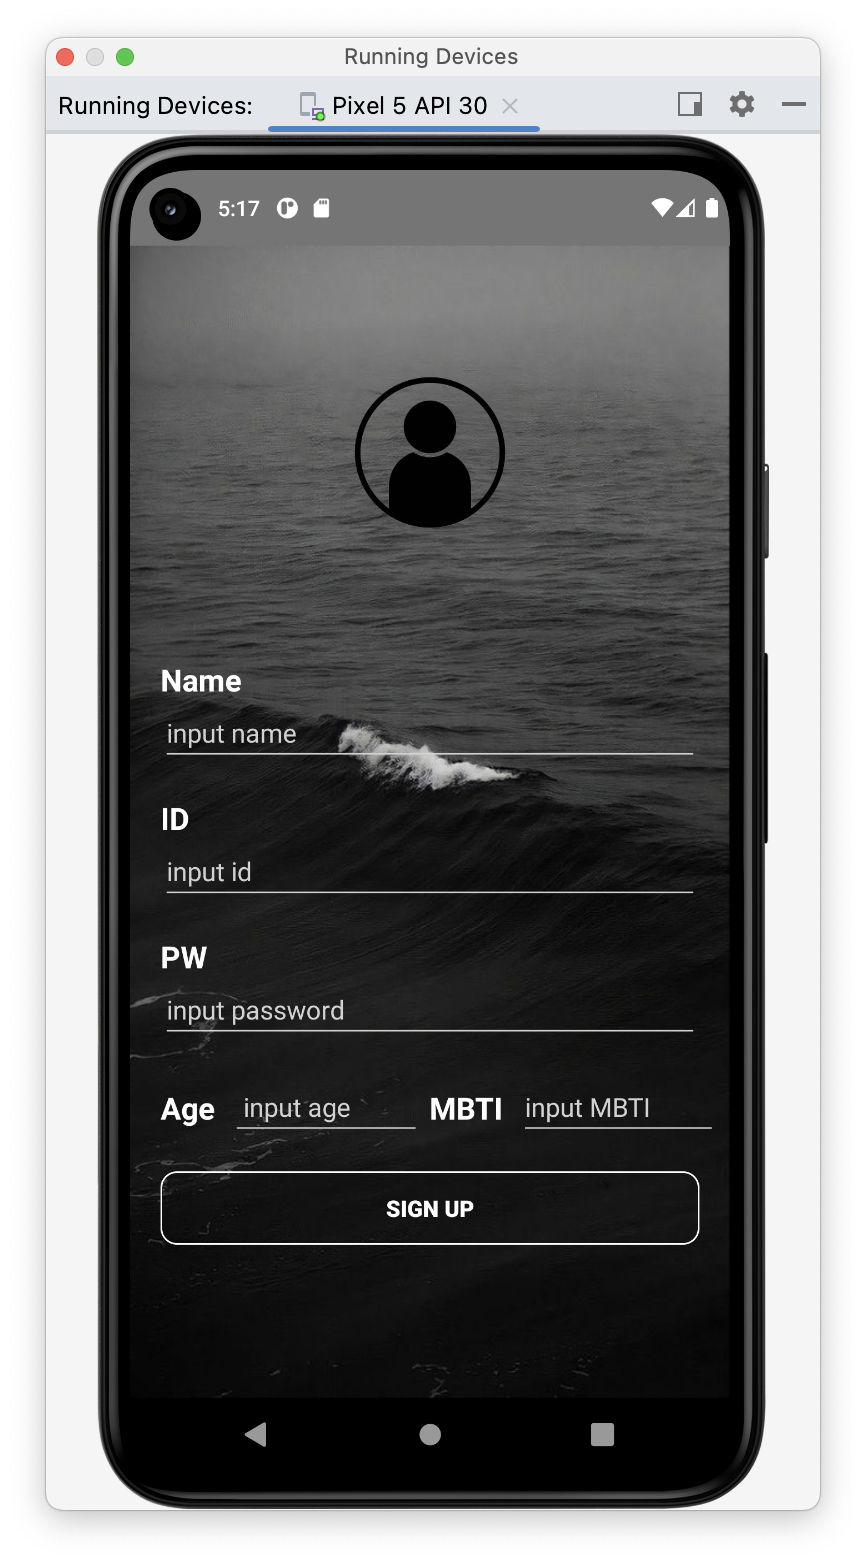 Running Devices
Running Devices: Pixel 5 API 30
5:17
Name
input name
ID
input id
PW
input password
Age input age MBTI input MBTI
SIGN UP